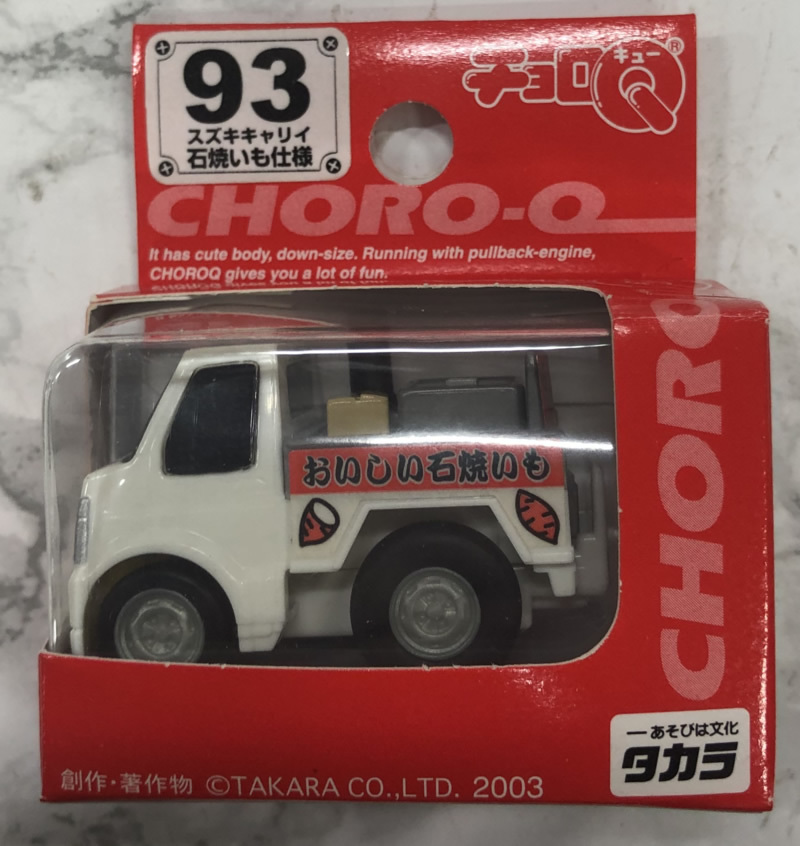 93
スズキキャリイ
石焼いも仕様
チョロQ
キュー
®
CHORO-Q
It has cute body, down-size. Running with pullback-engine,
CHOROQ gives you a lot of fun.
おいしい石焼いも
CHORO
一あそびは文化
タカラ
創作・著作物 ©TAKARA CO.,LTD. 2003